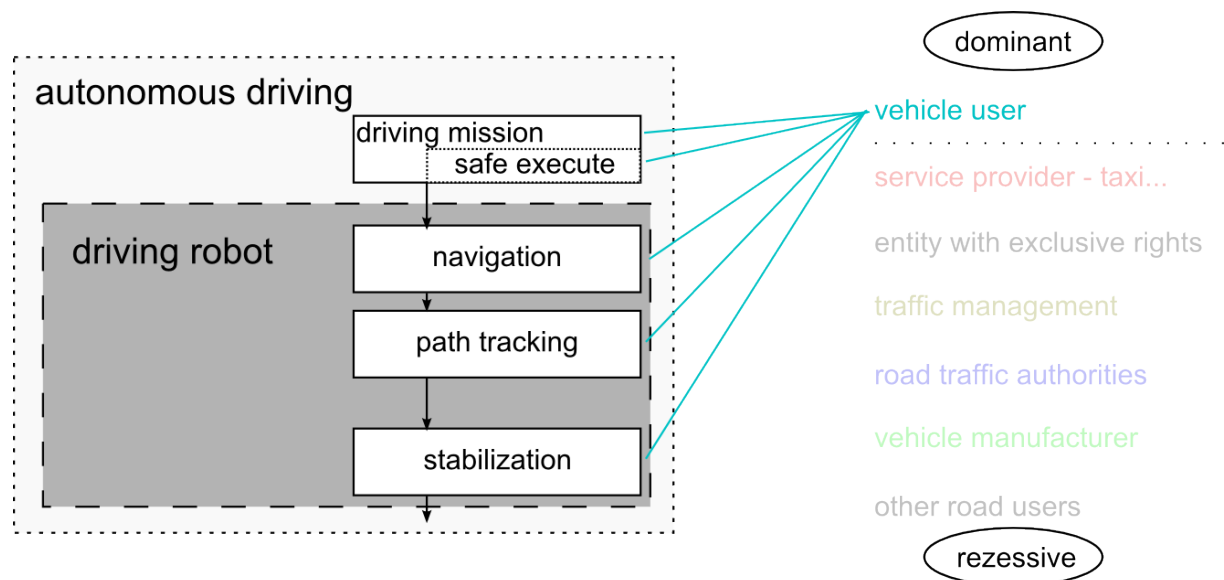 dominant
autonomous driving
vehicle user
driving mission
safe execute
service provider - taxi...
driving robot
navigation
entity with exclusive rights
traffic management
path tracking
road traffic authorities
vehicle manufacturer
stabilization
other road users
rezessive